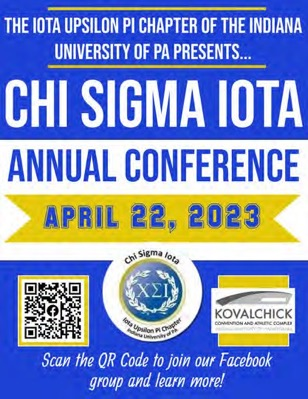 THE IOTA UPSILON PI CHAPTER OF THE INDIANA
UNIVERSITY OF PA PRESENTS...
CHI SIGMA IOTA
ANNUAL CONFERENCE
APRIL 22, 2023
Chi Sigma Iota
ΧΣΙ
Iota Upsilon Pi Chapter
Indiana University of PA
KOVALCHICK
CONVENTION AND ATHLETIC COMPLEX
Scan the QR Code to join our Facebook
group and learn more!